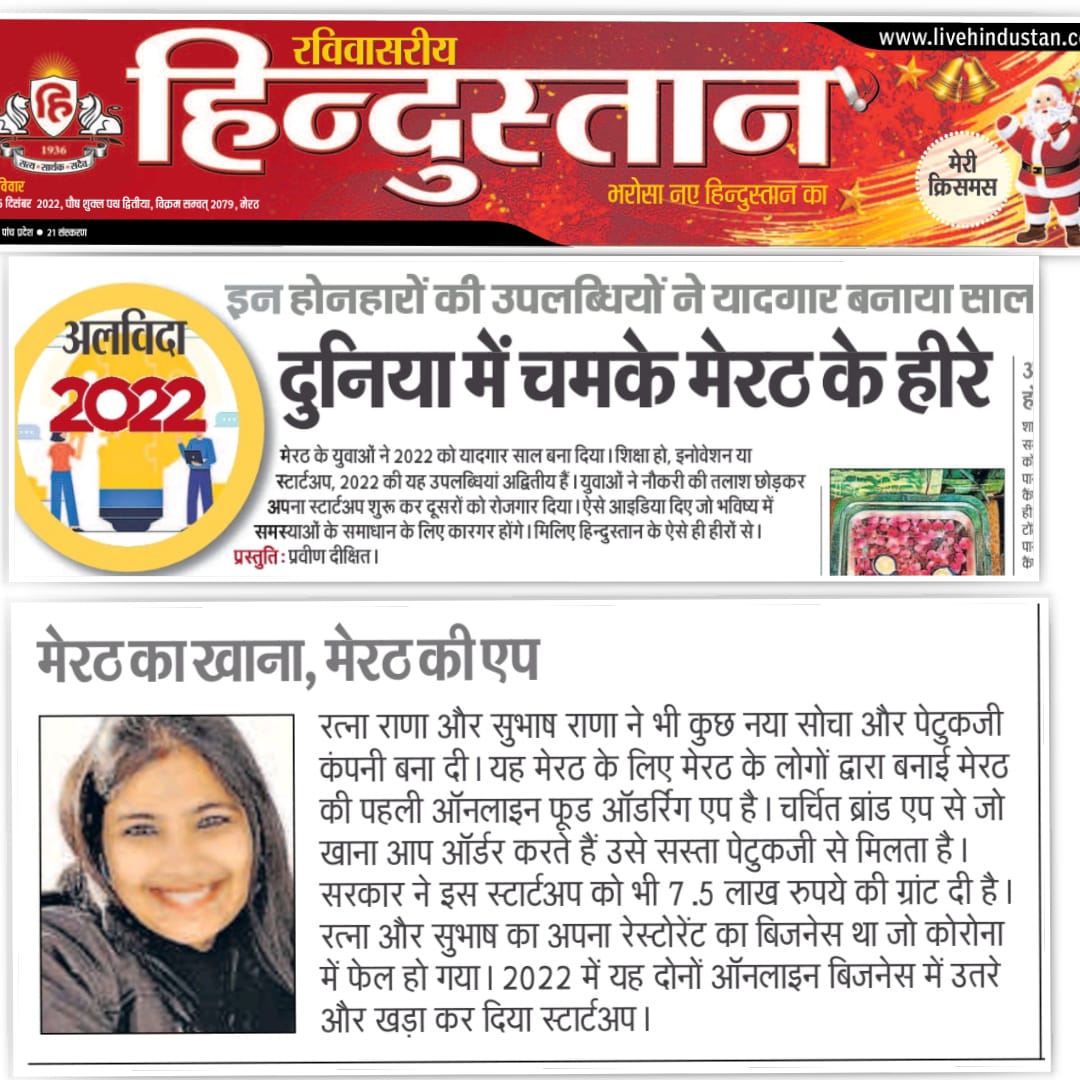 रविवासरीय
www.livehindustan.co
हिन्दुस्तान
हि
1936
सत्य • सार्थक • सदैव
भरोसा नए हिन्दुस्तान का
मेरी
क्रिसमस
दिसंबर 2022, पौष शुक्ल पक्ष द्वितीया, विक्रम सम्वत् 2079, मेरठ
पांच प्रदेश • 21 संस्करण
अलविदा
2022
इन होनहारों की उपलब्धियों ने यादगार बनाया साल
दुनिया में चमके मेरठ के हीरे
मेरठ के युवाओं ने 2022 को यादगार साल बना दिया। शिक्षा हो, इनोवेशन या
स्टार्टअप, 2022 की यह उपलब्धियां अद्वितीय हैं। युवाओं ने नौकरी की तलाश छोड़कर
अपना स्टार्टअप शुरू कर दूसरों को रोजगार दिया। ऐसे आइडिया दिए जो भविष्य में
समस्याओं के समाधान के लिए कारगर होंगे। मिलिए हिन्दुस्तान के ऐसे ही हीरों से।
प्रस्तुति : प्रवीण दीक्षित।
मेरठ का खाना, मेरठ की एप
रत्ना राणा और सुभाष राणा ने भी कुछ नया सोचा और पेटुकजी
कंपनी बना दी। यह मेरठ के लिए मेरठ के लोगों द्वारा बनाई मेरठ
की पहली ऑनलाइन फूड ऑडर्रिंग एप है। चर्चित ब्रांड एप से जो
खाना आप ऑर्डर करते हैं उसे सस्ता पेटुकजी से मिलता है।
सरकार ने इस स्टार्टअप को भी 7.5 लाख रुपये की ग्रांट दी है।
रत्ना और सुभाष का अपना रेस्टोरेंट का बिजनेस था जो कोरोना
में फेल हो गया। 2022 में यह दोनों ऑनलाइन बिजनेस में उतरे
और खड़ा कर दिया स्टार्टअप।